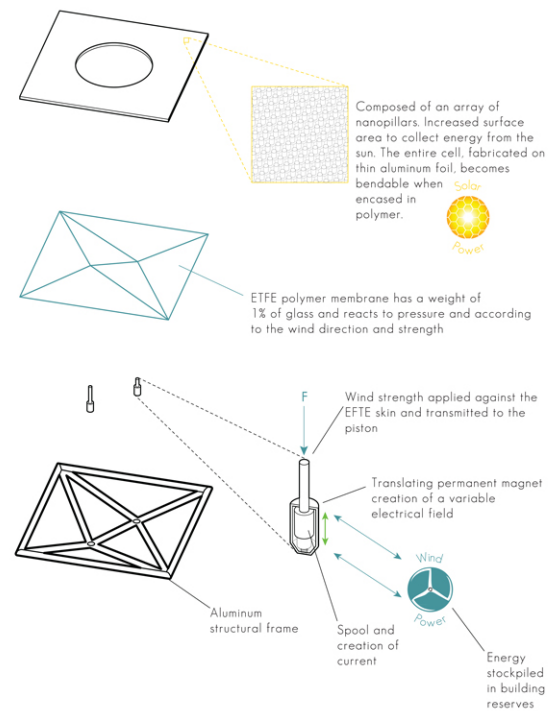 Composed of an array of
nanopillars. Increased surface
area to collect energy from the
sun. The entire cell, fabricated on
thin aluminum foil, becomes
bendable when
encased in
polymer.
Solar
Power
ETFE polymer membrane has a weight of
1% of glass and reacts to pressure and according
to the wind direction and strength
F
Wind strength applied against the
EFTE skin and transmitted to the
piston
Translating permanent magnet
creation of a variable
electrical field
Wind
Power
Aluminum
structural frame
Spool and
creation of
current
Energy
stockpiled
in building
reserves